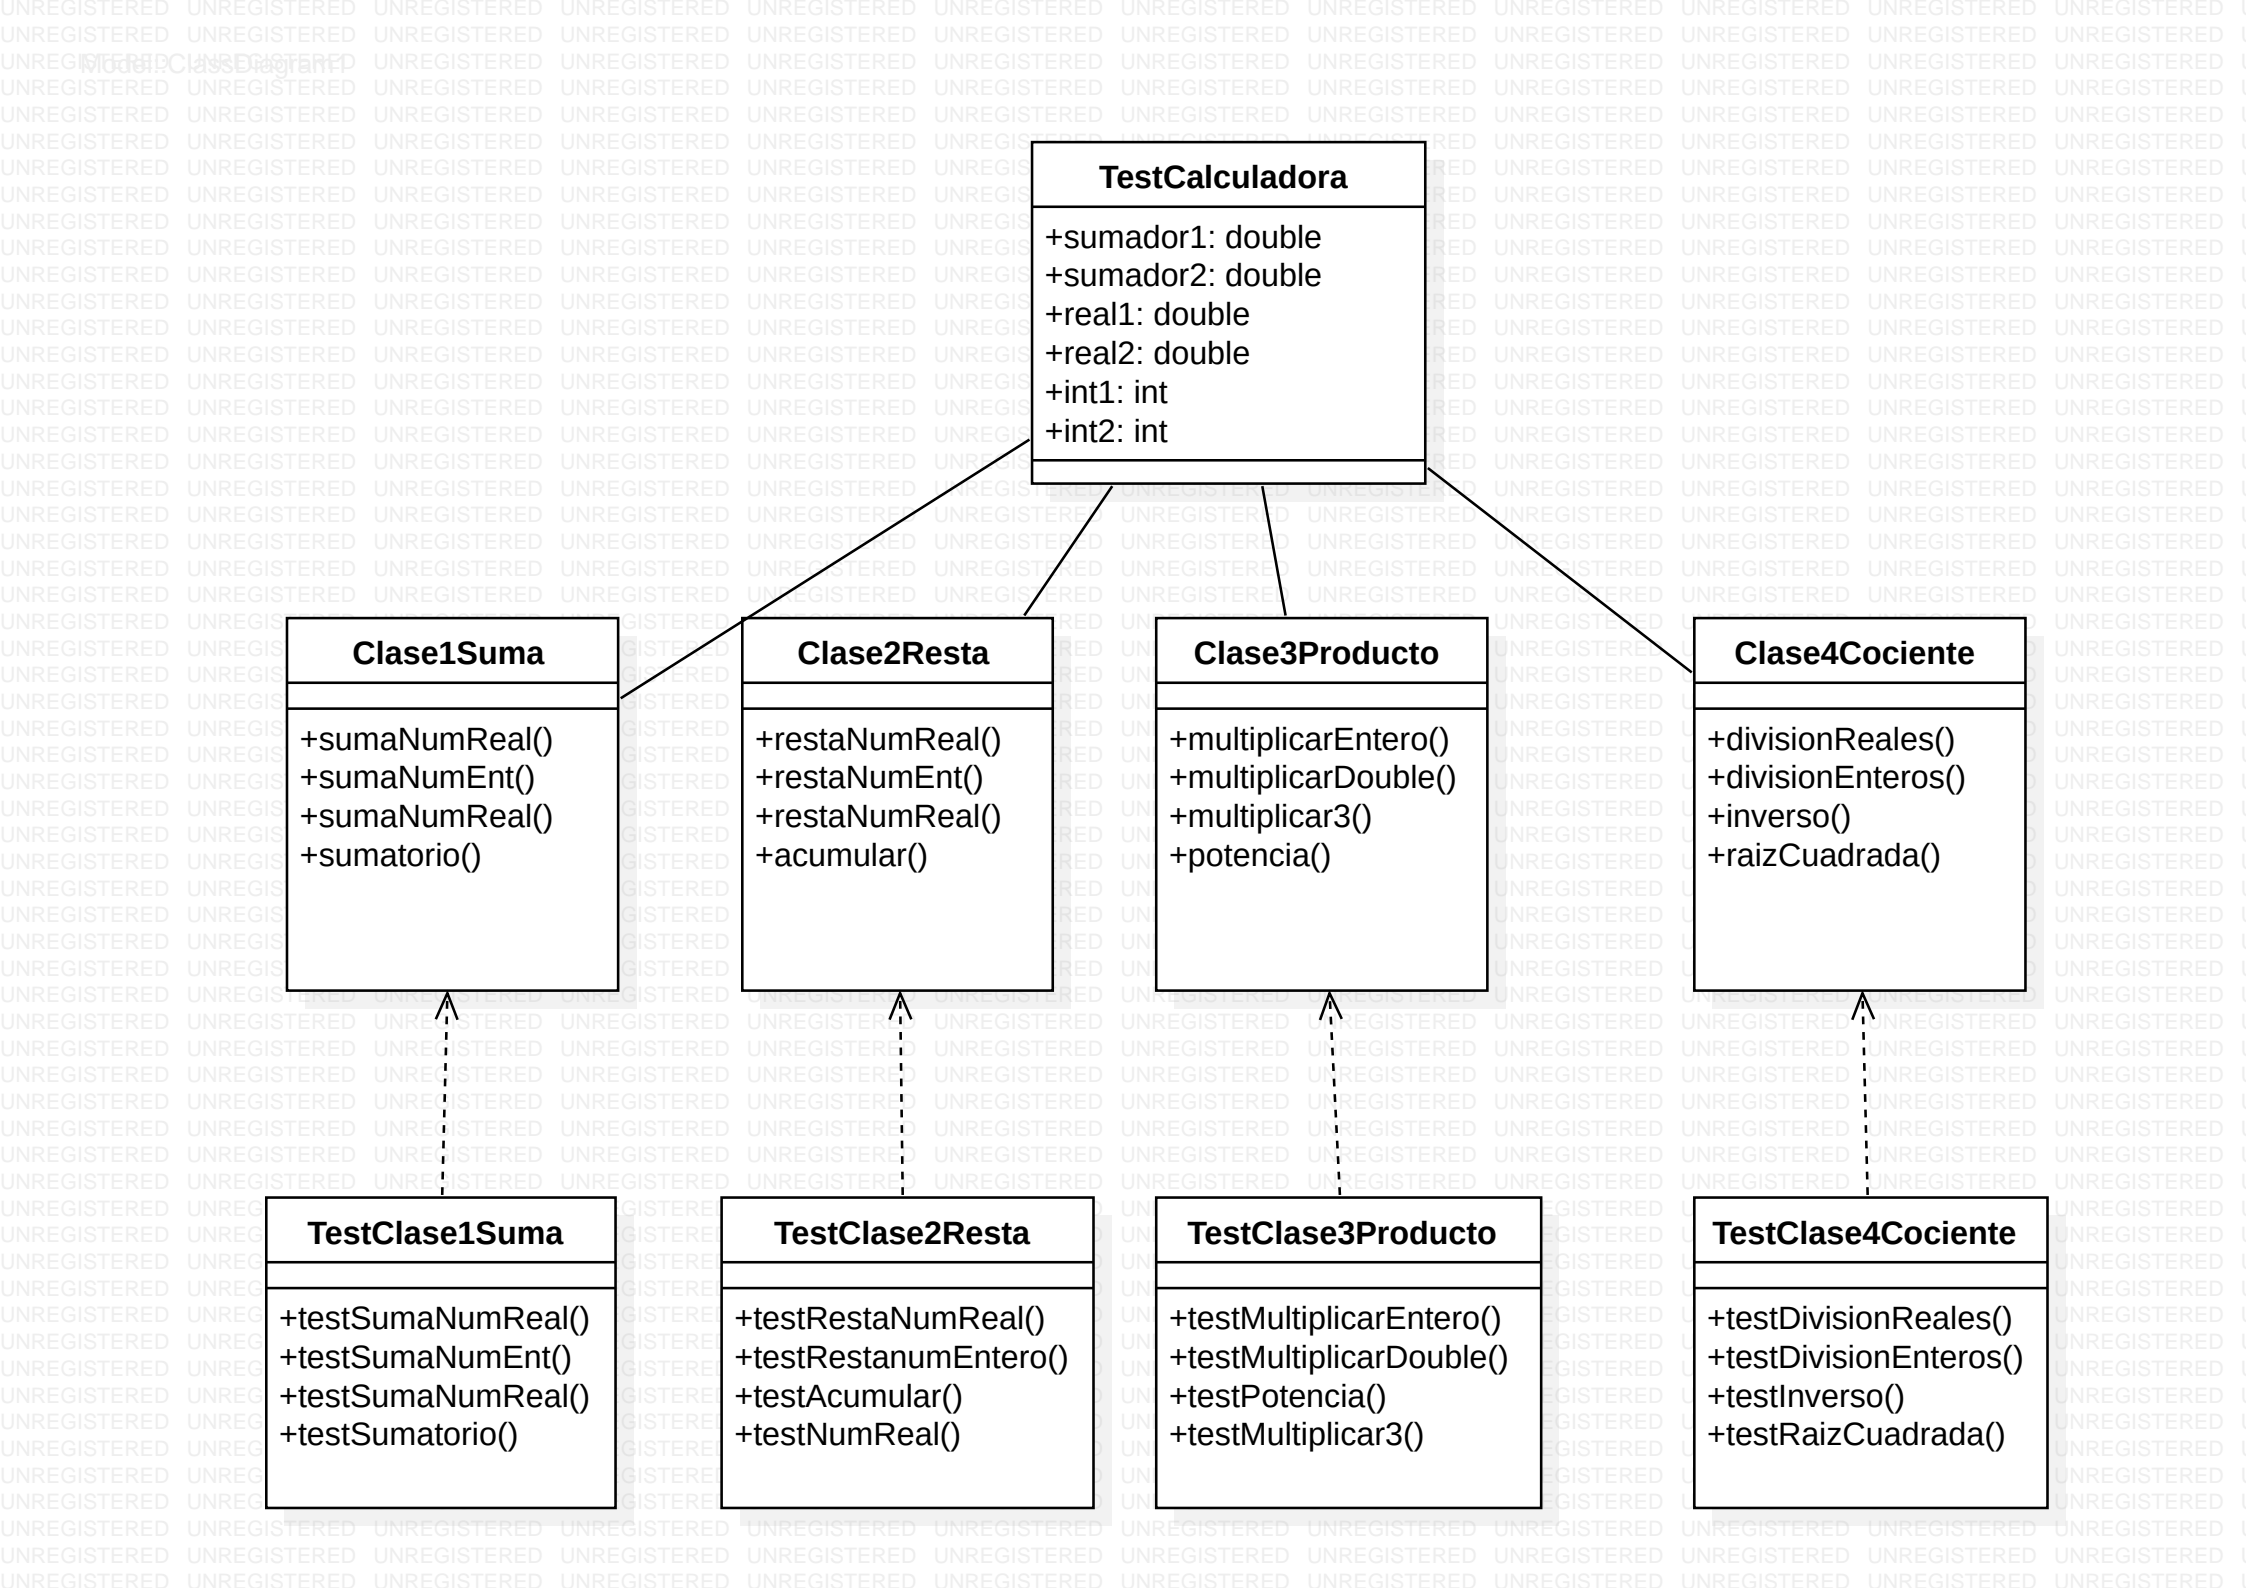 Model::ClassDiagram1
TestCalculadora
+sumador1: double
+sumador2: double
+real1: double
+real2: double
+int1: int
+int2: int
Clase1Suma
+sumaNumReal()
+sumaNumEnt()
+sumaNumReal()
+sumatorio()
Clase2Resta
+restaNumReal()
+restaNumEnt()
+restaNumReal()
+acumular()
Clase3Producto
+multiplicarEntero()
+multiplicarDouble()
+multiplicar3()
+potencia()
Clase4Cociente
+divisionReales()
+divisionEnteros()
+inverso()
+raizCuadrada()
TestClase1Suma
+testSumaNumReal()
+testSumaNumEnt()
+testSumaNumReal()
+testSumatorio()
TestClase2Resta
+testRestaNumReal()
+testRestanumEntero()
+testAcumular()
+testNumReal()
TestClase3Producto
+testMultiplicarEntero()
+testMultiplicarDouble()
+testPotencia()
+testMultiplicar3()
TestClase4Cociente
+testDivisionReales()
+testDivisionEnteros()
+testInverso()
+testRaizCuadrada()
UNREGISTERED